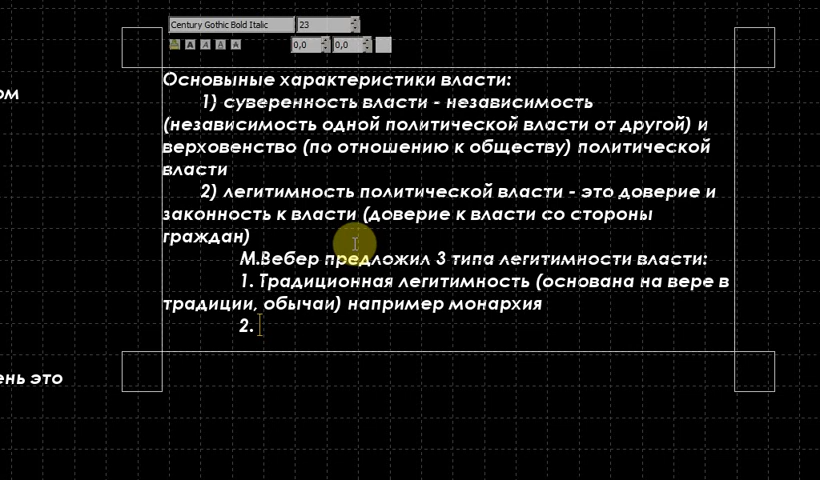 Century Gothic Bold Italic 23
A A A A A 0,0 0,0
Основыные характеристики власти:
1) суверенность власти - независимость
ом
(независимость одной политической власти от другой) и
верховенство (по отношению к обществу) политической
власти
2) легитимность политической власти - это доверие и
законность к власти (доверие к власти со стороны
граждан)
М.Вебер предложил 3 типа легитимности власти:
1. Традиционная легитимность (основана на вере в
традиции, обычаи) например монархия
2.
ень это